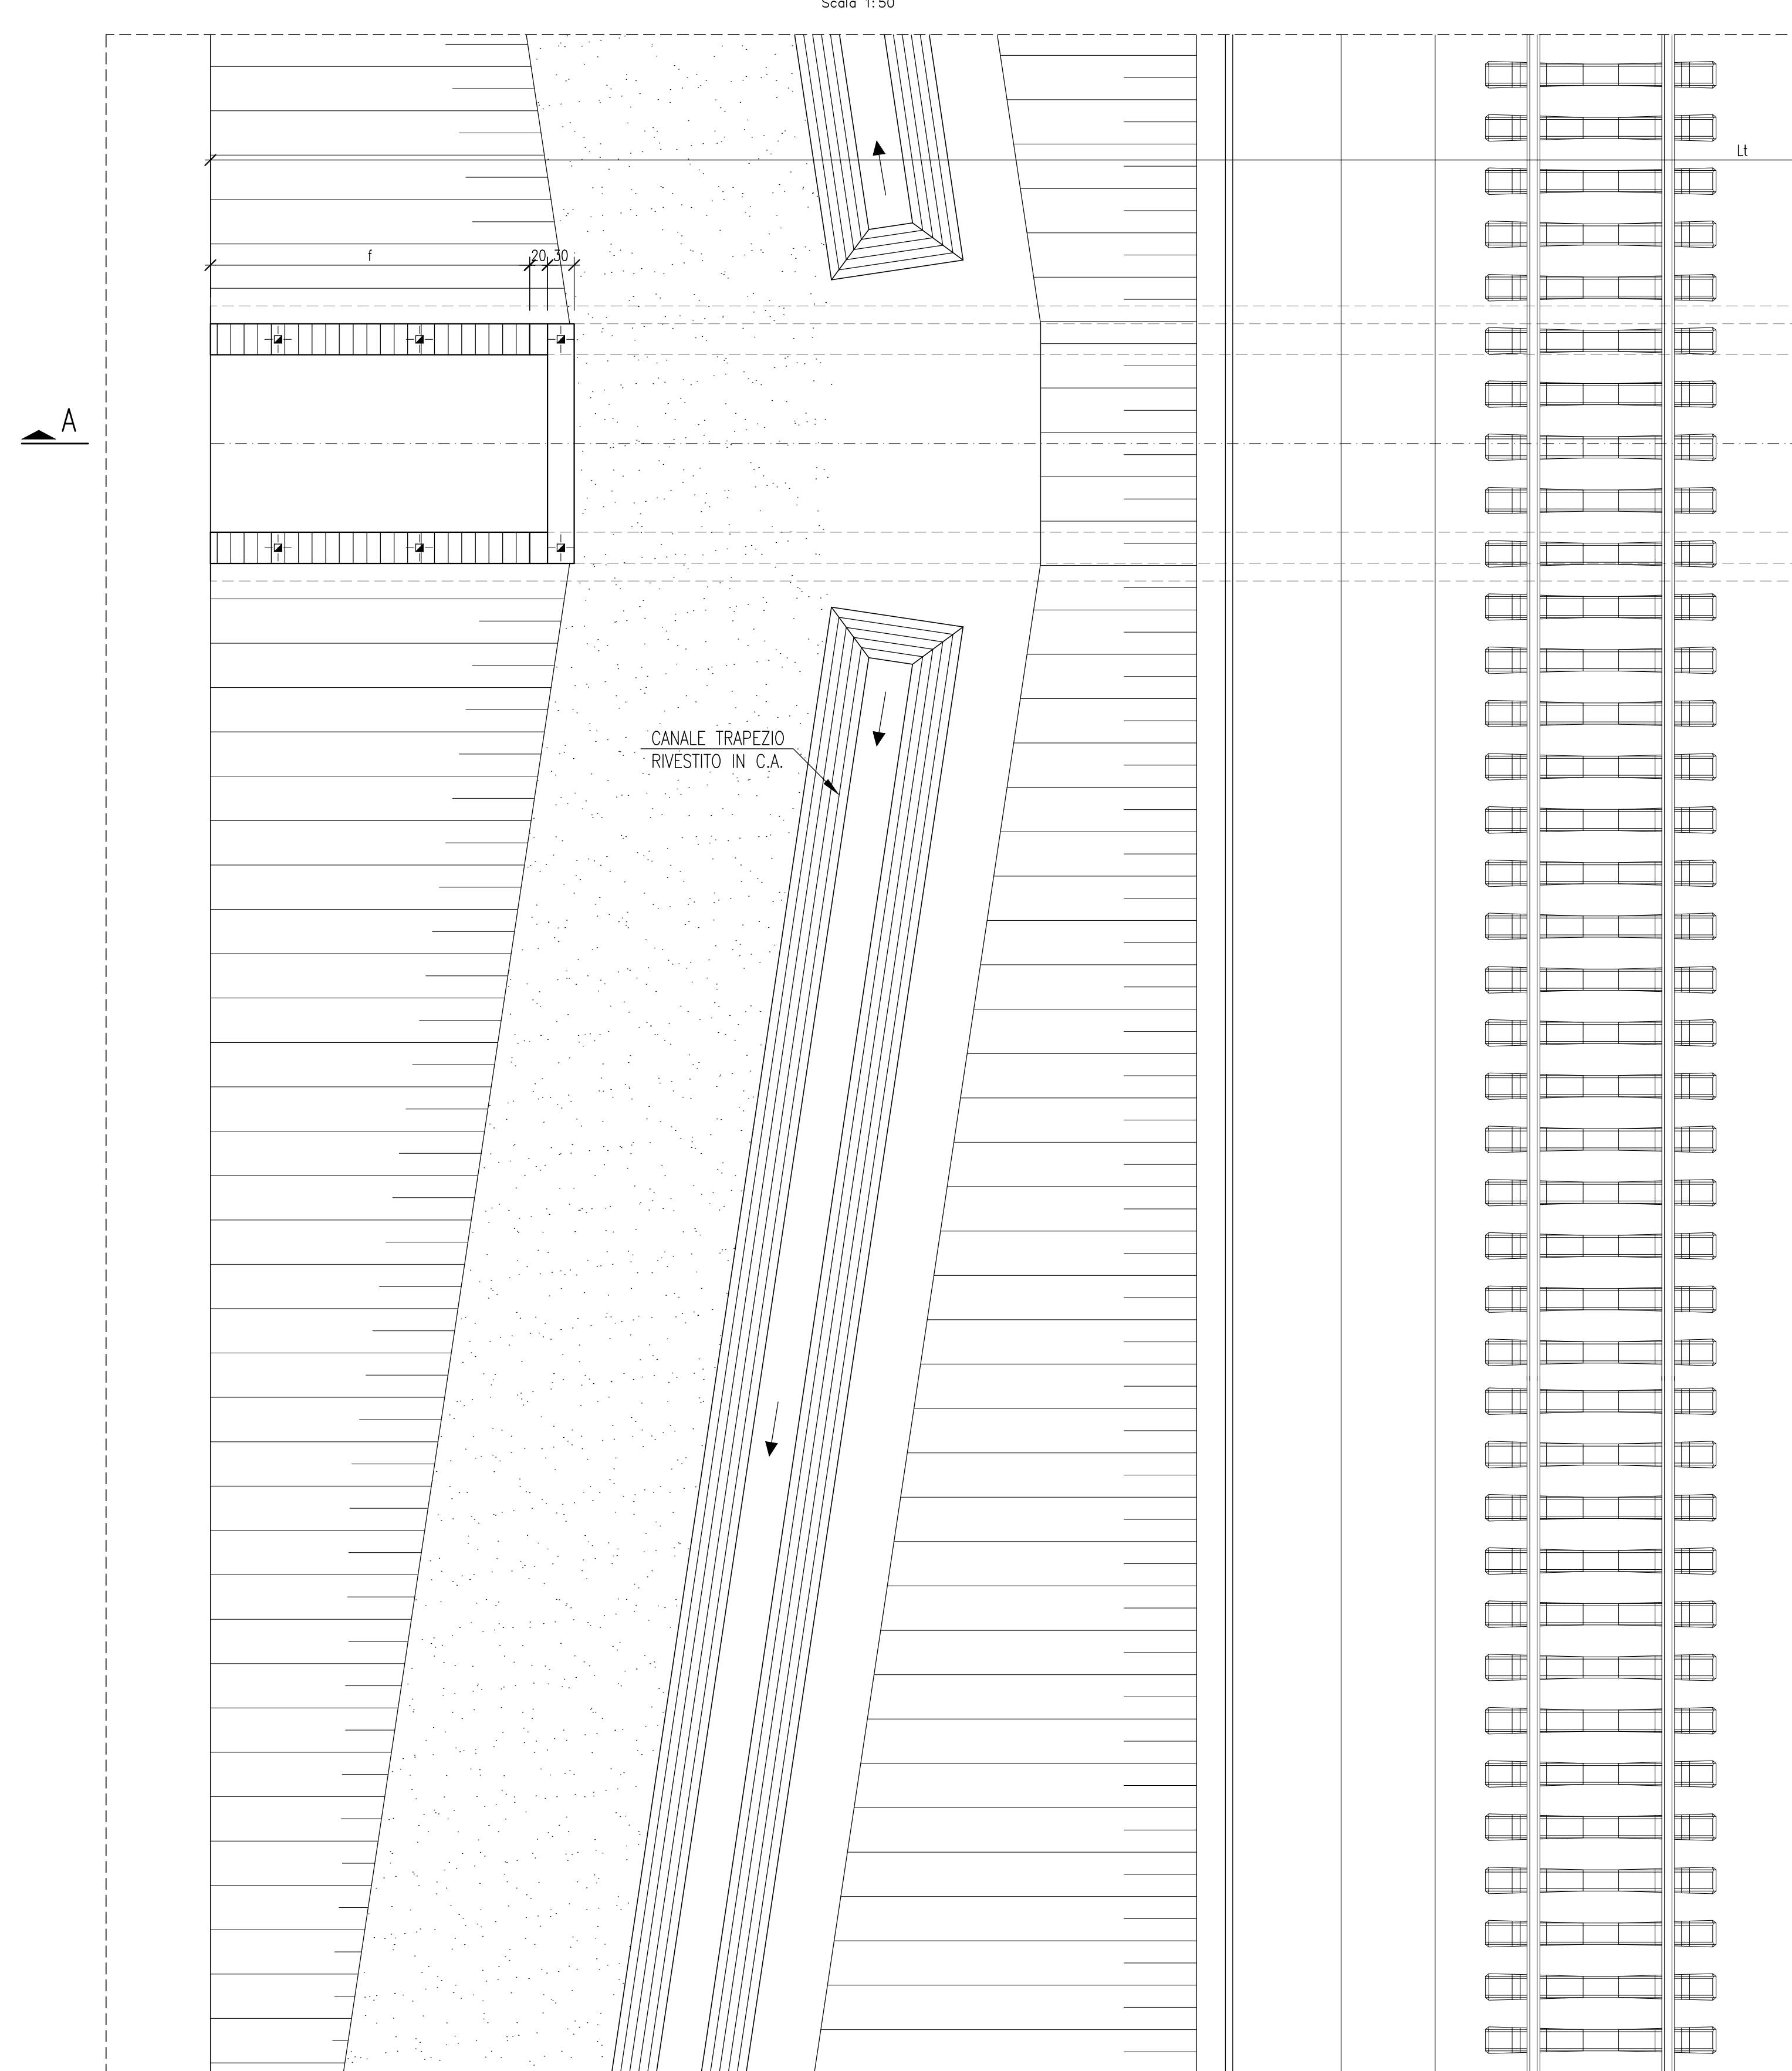 Scala 1:50
Lt
f
20
30
A
CANALE TRAPEZIO
RIVESTITO IN C.A.